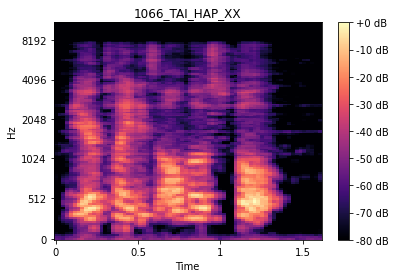 1066_TAI_HAP_XX
+0 dB
8192
-10 dB
4096
-20 dB
-30 dB
2048
Hz
-40 dB
1024
-50 dB
512
-60 dB
-70 dB
0
-80 dB
0
0.5
1
1.5
Time